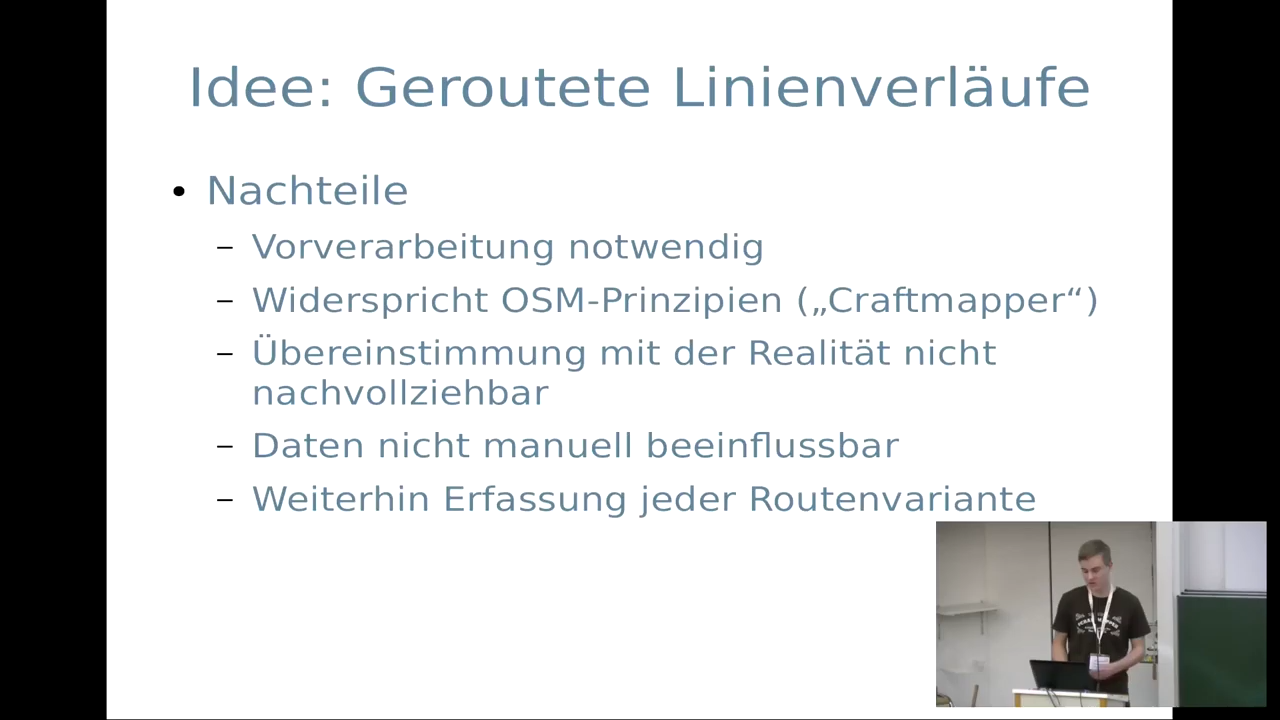 Idee: Geroutete Linienverläufe
• Nachteile
– Vorverarbeitung notwendig
– Widerspricht OSM-Prinzipien („Craftmapper“)
– Übereinstimmung mit der Realität nicht
nachvollziehbar
– Daten nicht manuell beeinflussbar
– Weiterhin Erfassung jeder Routenvariante